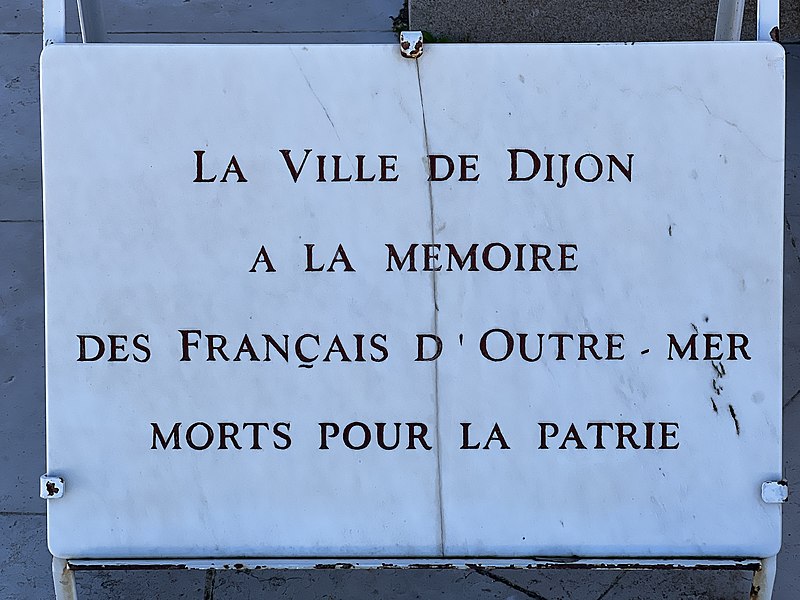 La Ville de Dijon
a la memoire
des Français d'Outre-mer
morts pour la patrie